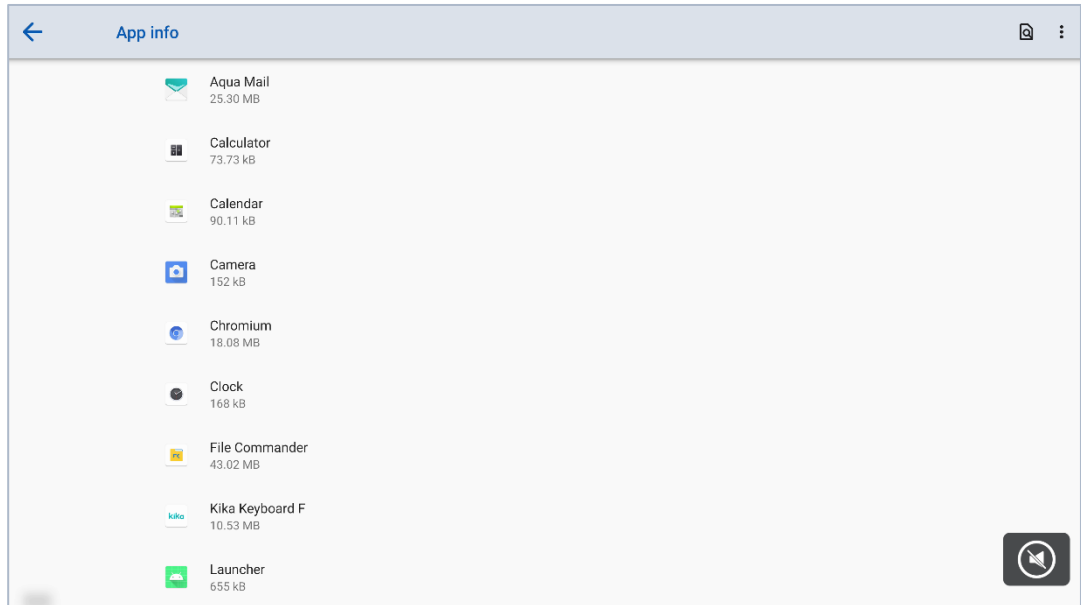 App info
Aqua Mail
25.30 MB
Calculator
73.73 kB
Calendar
90.11 kB
Camera
152 kB
Chromium
18.08 MB
Clock
168 kB
File Commander
43.02 MB
kika
Kika Keyboard F
10.53 MB
Launcher
655 kB